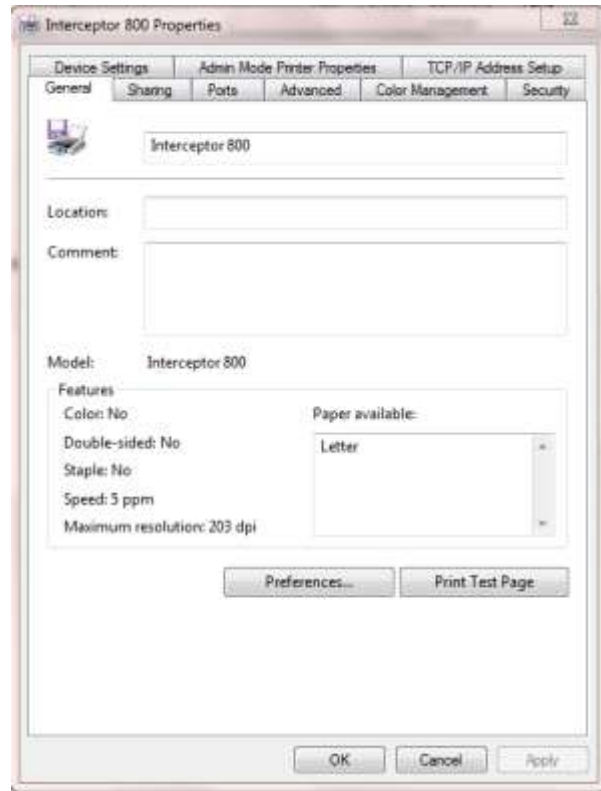 Interceptor 800 Properties
Device Settings Admin Mode Printer Properties TCP/IP Address Setup
General Sharing Ports Advanced Color Management Security
Interceptor 800
Location:
Comment:
Model: Interceptor 800
Features
Color: No Paper available:
Double-sided: No Letter
Staple: No
Speed: 5 ppm
Maximum resolution: 203 dpi
Preferences... Print Test Page
OK Cancel Apply